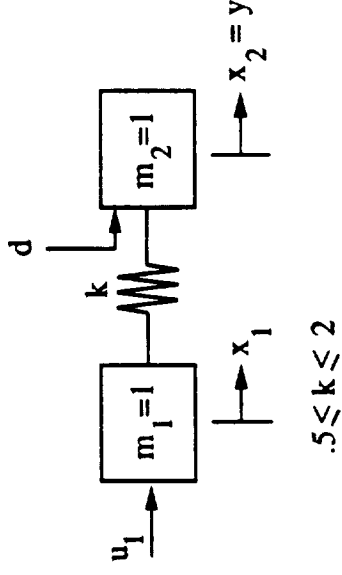 d
k
m₁=1
m₂=1
u₁
x₁
x₂ = y
.5≤k≤2